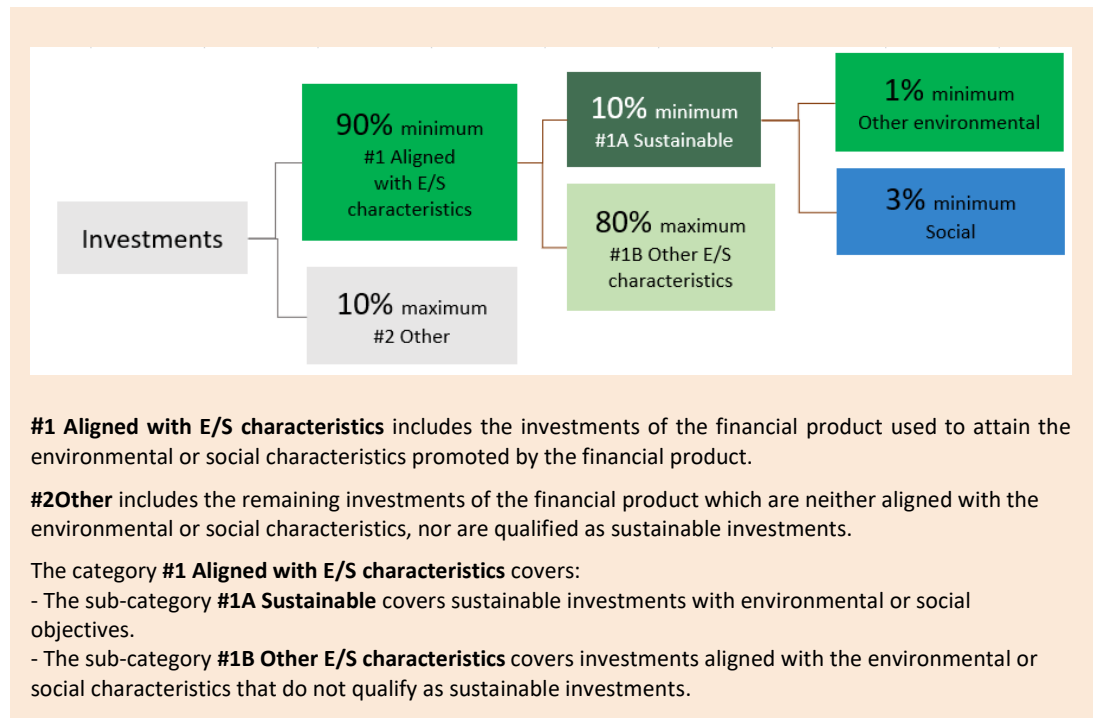 90% minimum
#1 Aligned
with E/S
characteristics
10% minimum
#1A Sustainable
1% minimum
Other environmental
3% minimum
Social
80% maximum
#1B Other E/S
characteristics
Investments
10% maximum
#2 Other
#1 Aligned with E/S characteristics includes the investments of the financial product used to attain the
environmental or social characteristics promoted by the financial product.
#2Other includes the remaining investments of the financial product which are neither aligned with the
environmental or social characteristics, nor are qualified as sustainable investments.
The category #1 Aligned with E/S characteristics covers:
- The sub-category #1A Sustainable covers sustainable investments with environmental or social
objectives.
- The sub-category #1B Other E/S characteristics covers investments aligned with the environmental or
social characteristics that do not qualify as sustainable investments.